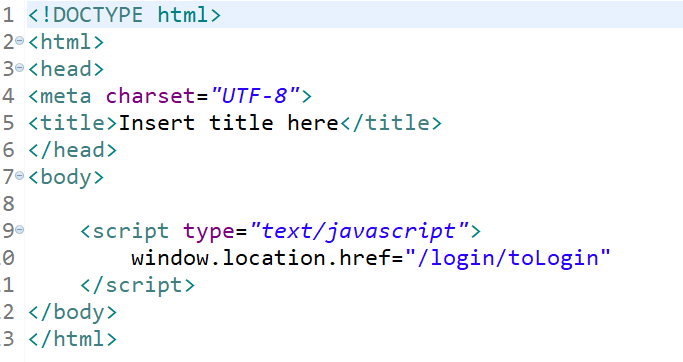 1 <!DOCTYPE html>
2 <html>
3 <head>
4 <meta charset="UTF-8">
5 <title>Insert title here</title>
6 </head>
7 <body>
8
9     <script type="text/javascript">
0         window.location.href="/login/toLogin"
1     </script>
2 </body>
3 </html>